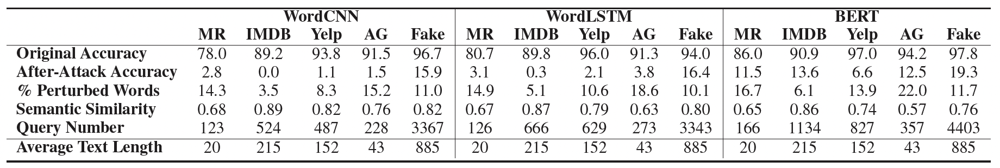 WordCNN WordLSTM BERT
MR IMDB Yelp AG Fake MR IMDB Yelp AG Fake MR IMDB Yelp AG Fake
Original Accuracy 78.0 89.2 93.8 91.5 96.7 80.7 89.8 96.0 91.3 94.0 86.0 90.9 97.0 94.2 97.8
After-Attack Accuracy 2.8 0.0 1.1 1.5 15.9 3.1 0.3 2.1 3.8 16.4 11.5 13.6 6.6 12.5 19.3
% Perturbed Words 14.3 3.5 8.3 15.2 11.0 14.9 5.1 10.6 18.6 10.1 16.7 6.1 13.9 22.0 11.7
Semantic Similarity 0.68 0.89 0.82 0.76 0.82 0.67 0.87 0.79 0.63 0.80 0.65 0.86 0.74 0.57 0.76
Query Number 123 524 487 228 3367 126 666 629 273 3343 166 1134 827 357 4403
Average Text Length 20 215 152 43 885 20 215 152 43 885 20 215 152 43 885